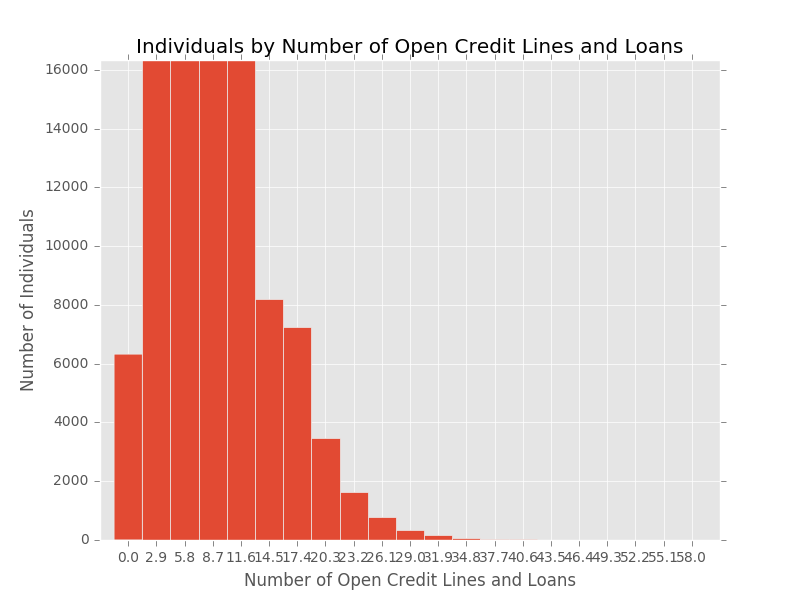 Individuals by Number of Open Credit Lines and Loans
16000
14000
12000
10000
8000
6000
4000
2000
0
Number of Individuals
0.0 2.9 5.8 8.7 11.6 14.5 17.4 20.3 23.2 26.1 29.0 31.9 34.8 37.7 40.6 43.5 46.4 49.3 52.2 55.1 58.0
Number of Open Credit Lines and Loans